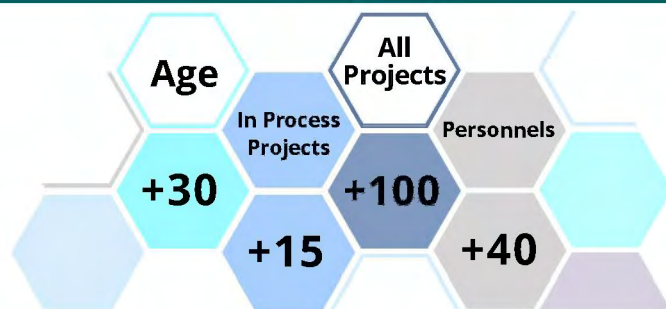 Age
+30
In Process
Projects
+15
All
Projects
+100
Personnels
+40